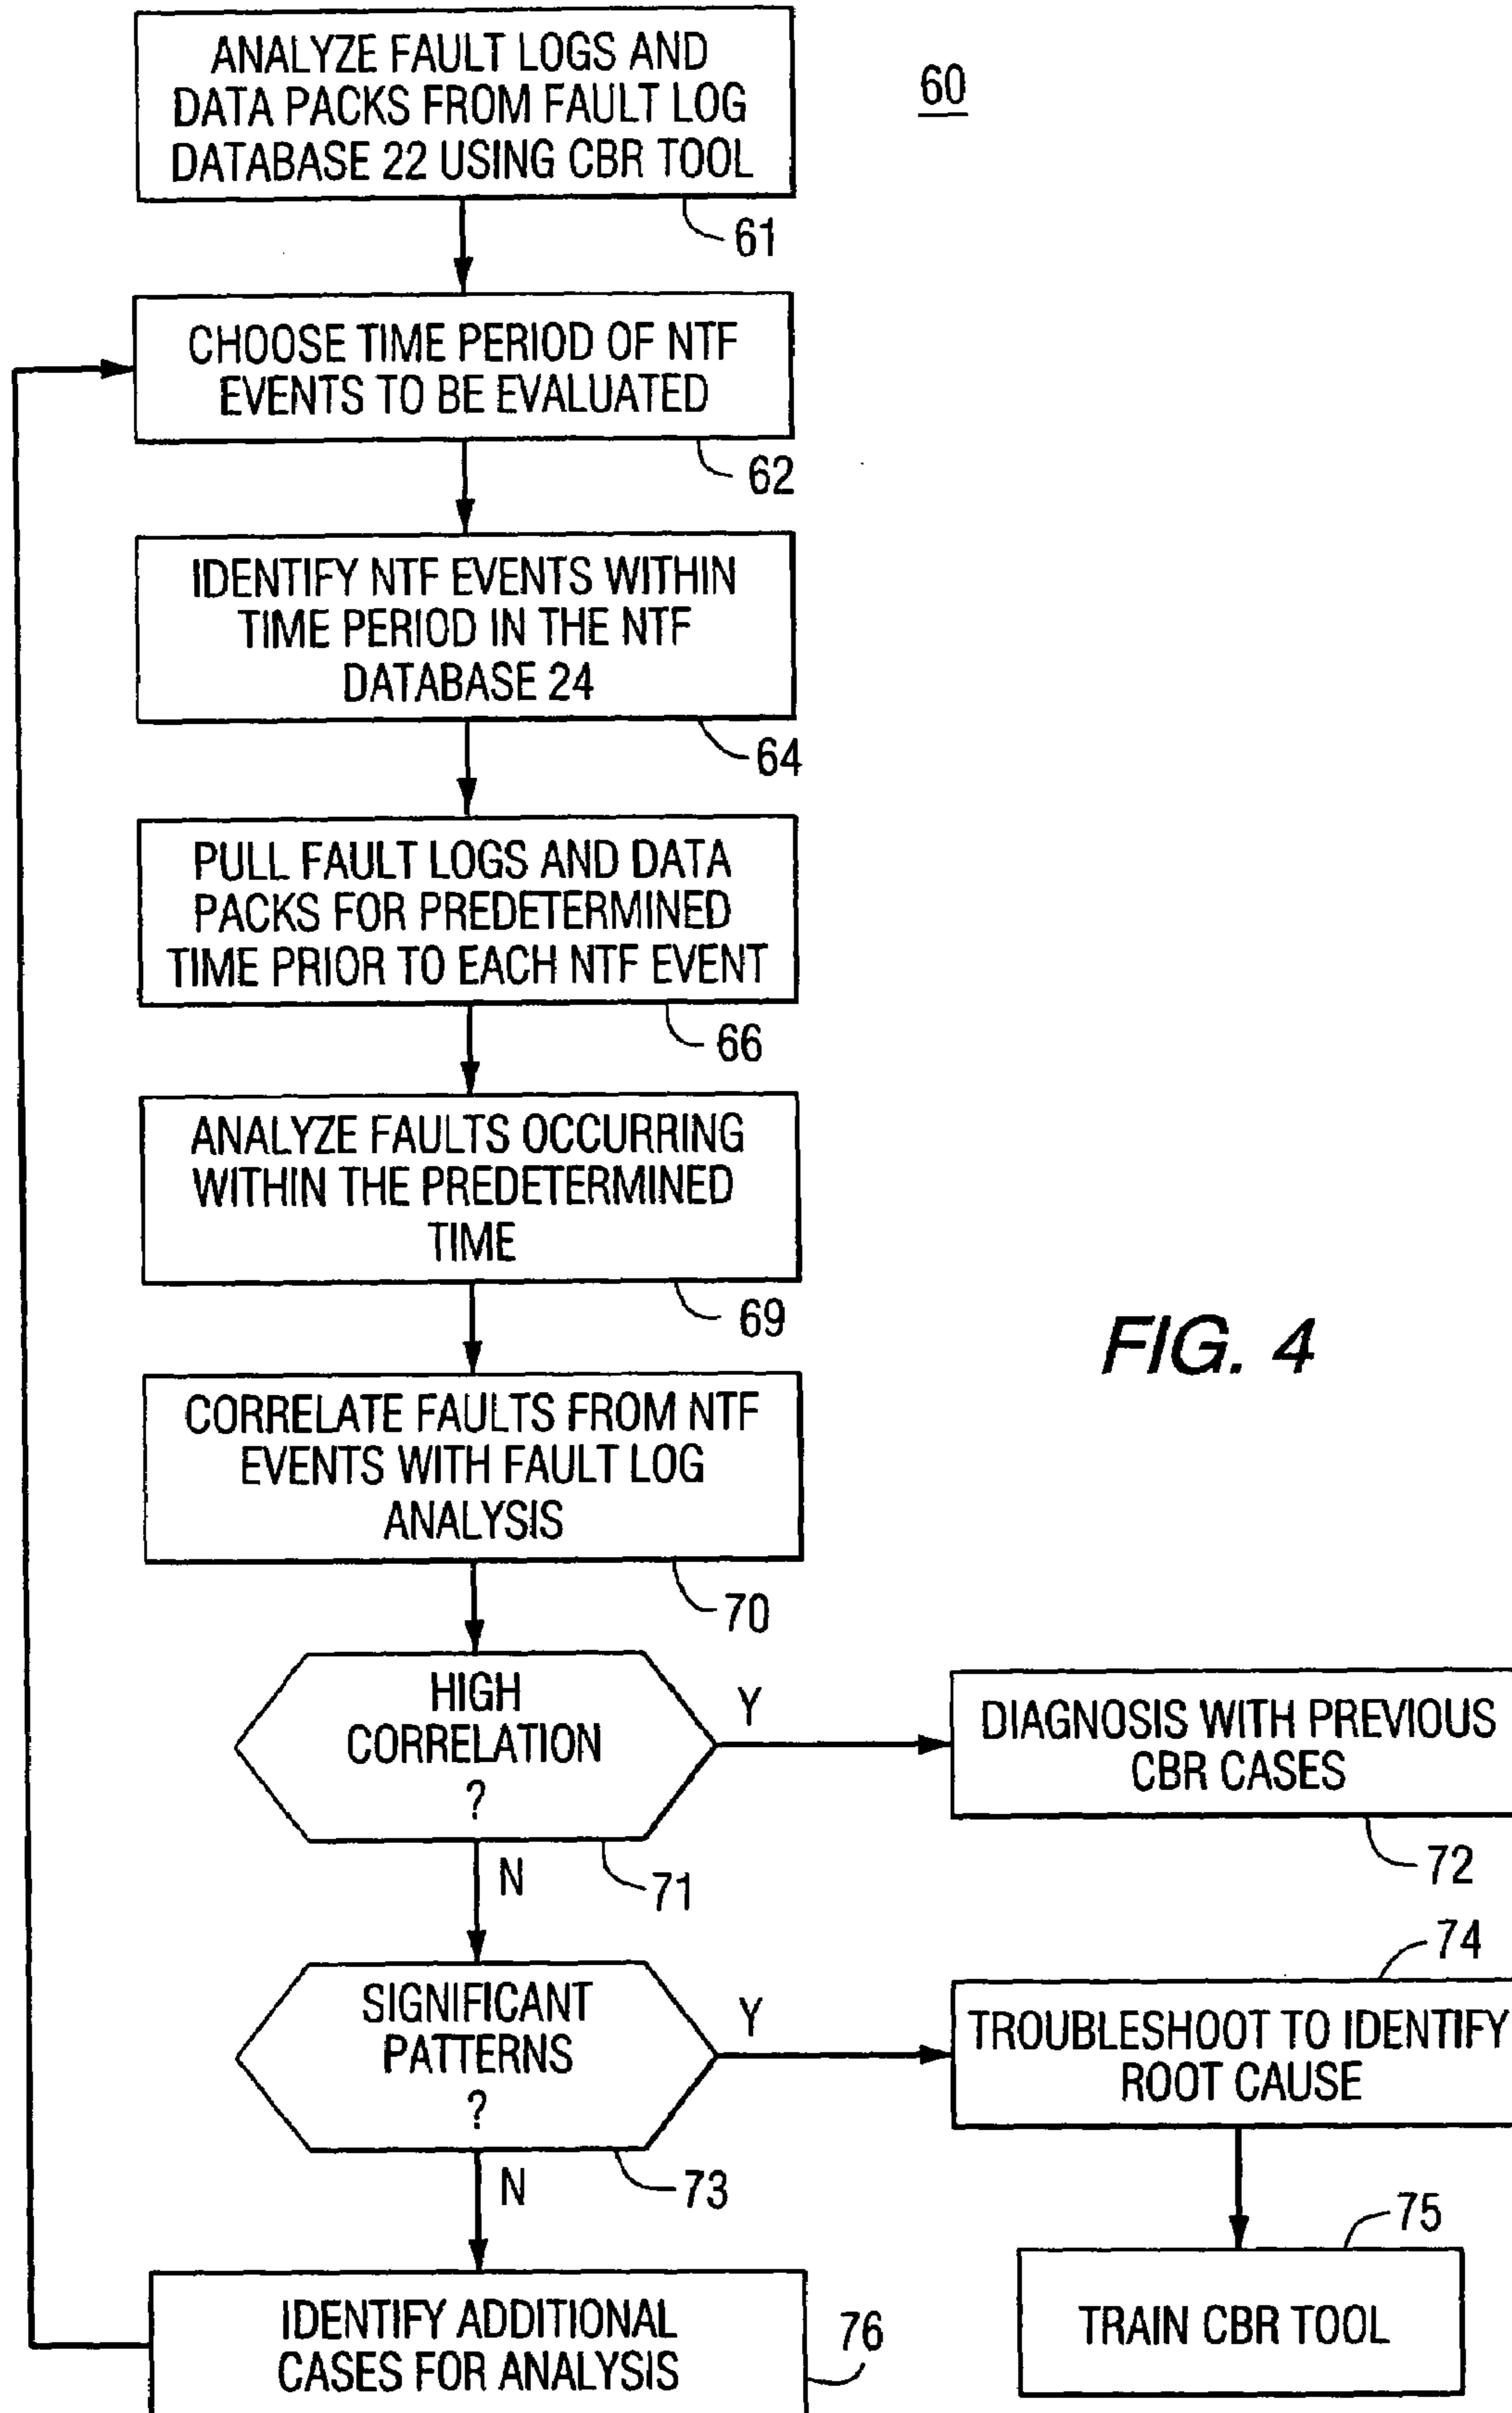 ANALYZE FAULT LOGS AND
DATA PACKS FROM FAULT LOG
DATABASE 22 USING CBR TOOL
60
61
CHOOSE TIME PERIOD OF NTF
EVENTS TO BE EVALUATED
62
IDENTIFY NTF EVENTS WITHIN
TIME PERIOD IN THE NTF
DATABASE 24
64
PULL FAULT LOGS AND DATA
PACKS FOR PREDETERMINED
TIME PRIOR TO EACH NTF EVENT
66
ANALYZE FAULTS OCCURRING
WITHIN THE PREDETERMINED
TIME
69
FIG. 4
CORRELATE FAULTS FROM NTF
EVENTS WITH FAULT LOG
ANALYSIS
70
HIGH
CORRELATION
?
Y
DIAGNOSIS WITH PREVIOUS
CBR CASES
72
N
71
SIGNIFICANT
PATTERNS
?
Y
74
TROUBLESHOOT TO IDENTIFY
ROOT CAUSE
N
73
75
TRAIN CBR TOOL
IDENTIFY ADDITIONAL
CASES FOR ANALYSIS
76